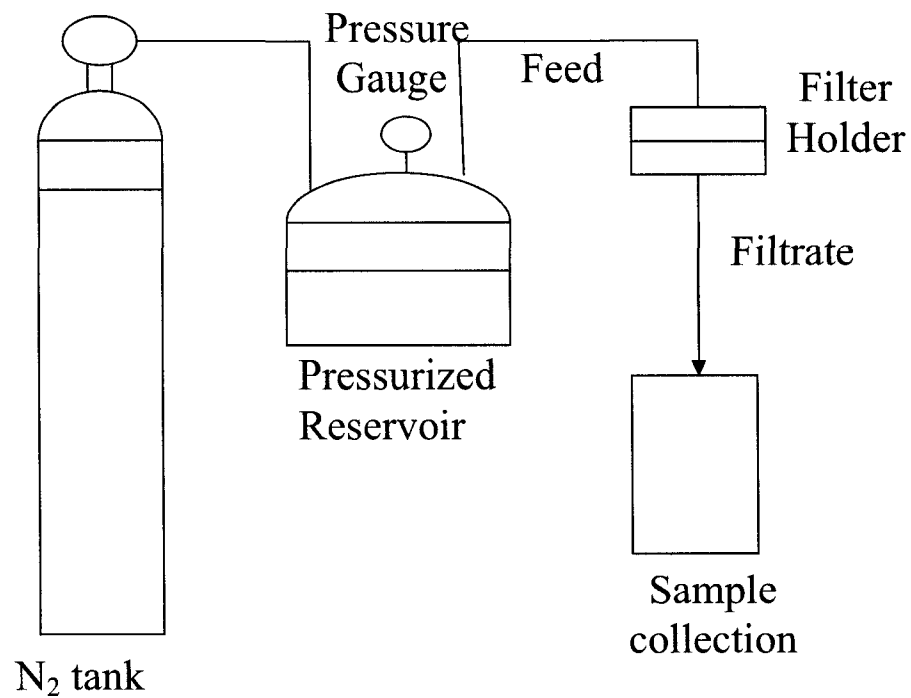 Pressure
Gauge
Feed
Filter
Holder
Filtrate
Pressurized
Reservoir
Sample
collection
N₂ tank